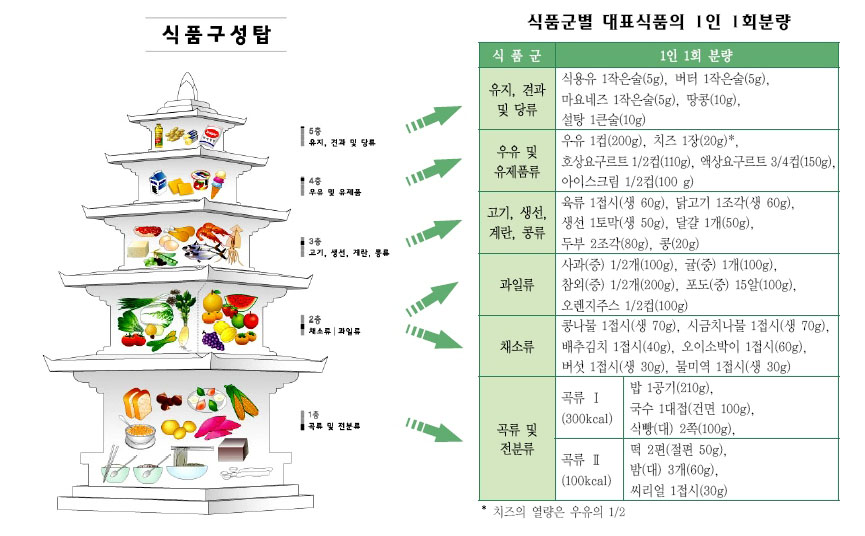 식품구성탑
5층
유지, 견과 및 당류
4층
우유 및 유제품
3층
고기, 생선, 계란, 콩류
2층
채소류 | 과일류
1층
곡류 및 전분류
식품군별 대표식품의 1인 1회분량
식 품 군
1인 1회 분량
유지, 견과
및 당류
식용유 1작은술(5g), 버터 1작은술(5g),
마요네즈 1작은술(5g), 땅콩(10g),
설탕 1큰술(10g)
우유 및
유제품류
우유 1컵(200g), 치즈 1장(20g)*,
호상요구르트 1/2컵(110g), 액상요구르트 3/4컵(150g),
아이스크림 1/2컵(100 g)
고기, 생선,
계란, 콩류
육류 1접시(생 60g), 닭고기 1조각(생 60g),
생선 1토막(생 50g), 달걀 1개(50g),
두부 2조각(80g), 콩(20g)
과일류
사과(중) 1/2개(100g), 귤(중) 1개(100g),
참외(중) 1/2개(200g), 포도(중) 15알(100g),
오렌지주스 1/2컵(100g)
채소류
콩나물 1접시(생 70g), 시금치나물 1접시(생 70g),
배추김치 1접시(40g), 오이소박이 1접시(60g),
버섯 1접시(생 30g), 물미역 1접시(생 30g)
곡류 및
전분류
곡류 Ⅰ
(300kcal)
밥 1공기(210g),
국수 1대접(건면 100g),
식빵(대) 2쪽(100g),
곡류 Ⅱ
(100kcal)
떡 2편(절편 50g),
밤(대) 3개(60g),
씨리얼 1접시(30g)
* 치즈의 열량은 우유의 1/2